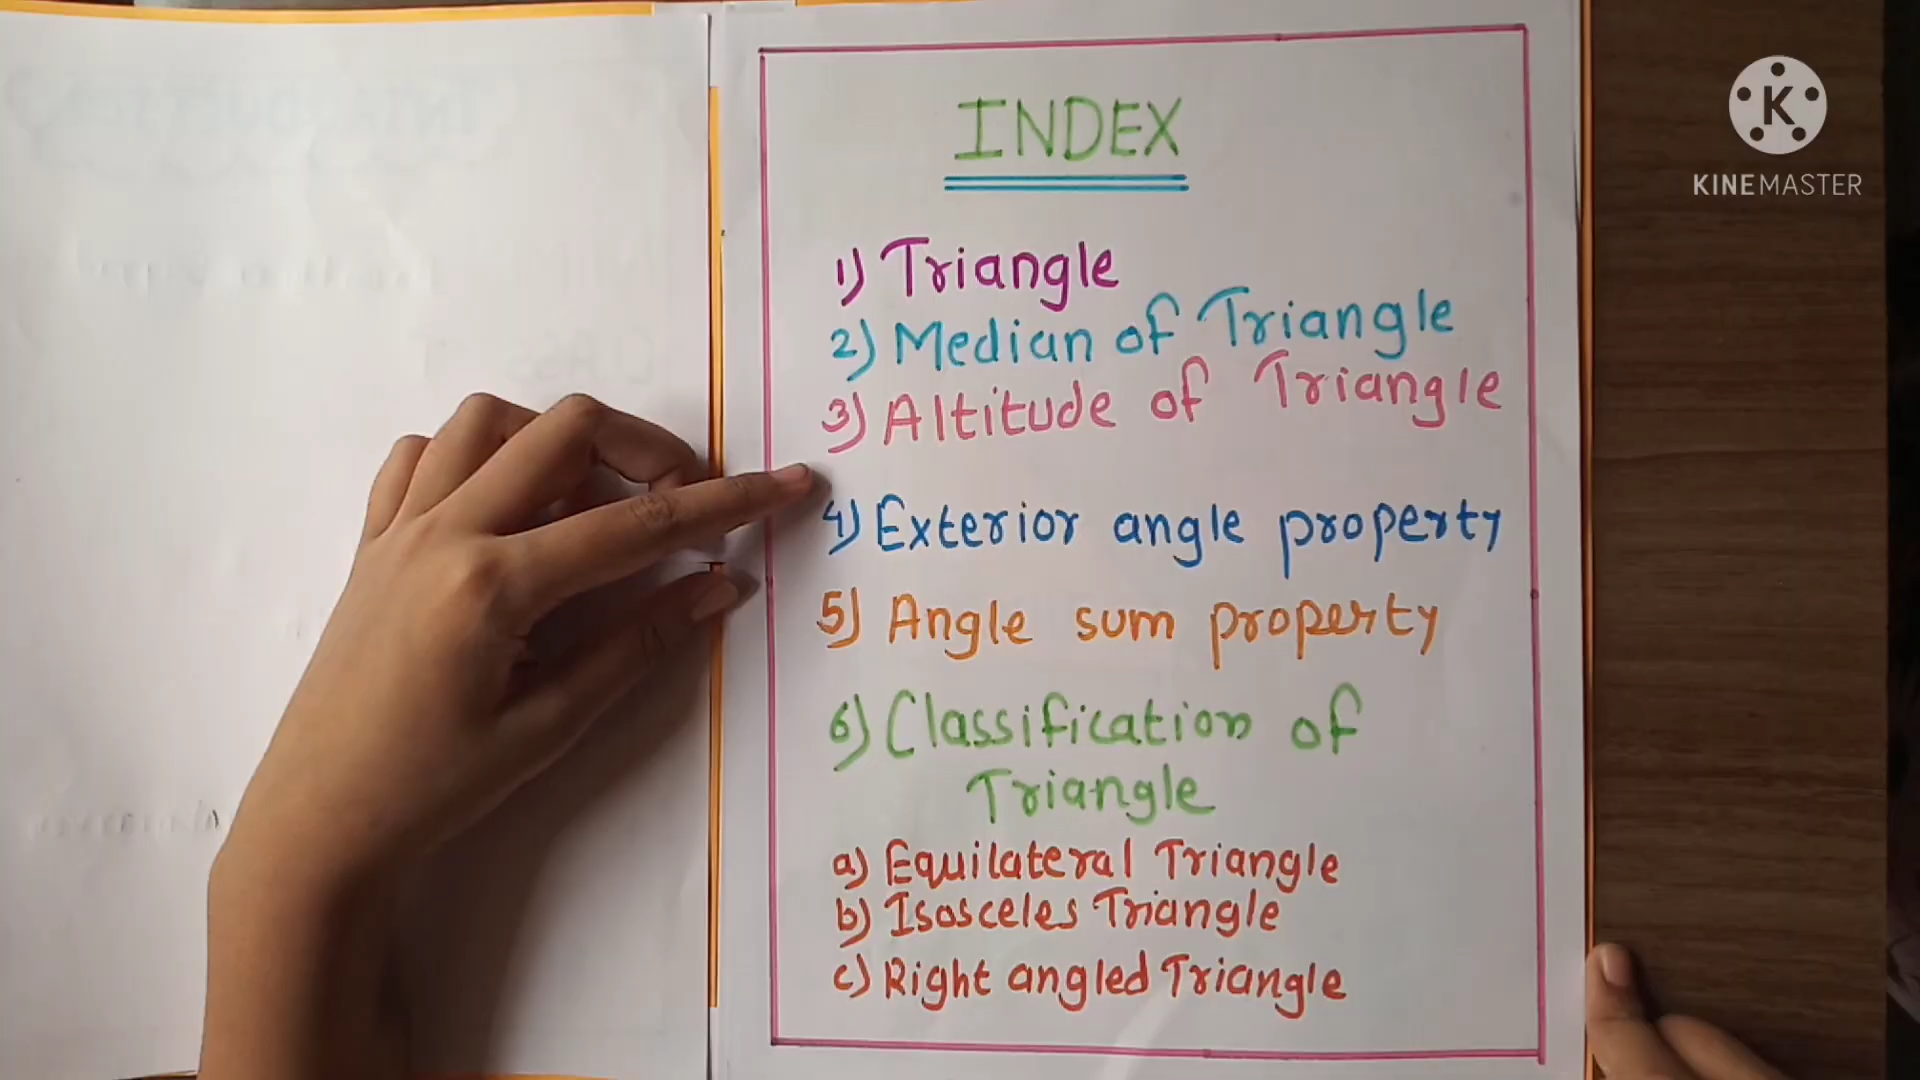 INDEX
1) Triangle
2) Median of Triangle
3) Altitude of Triangle
4) Exterior angle property
5) Angle sum property
6) Classification of
Triangle
a) Equilateral Triangle
b) Isosceles Triangle
c) Right angled Triangle
K
KINEMASTER